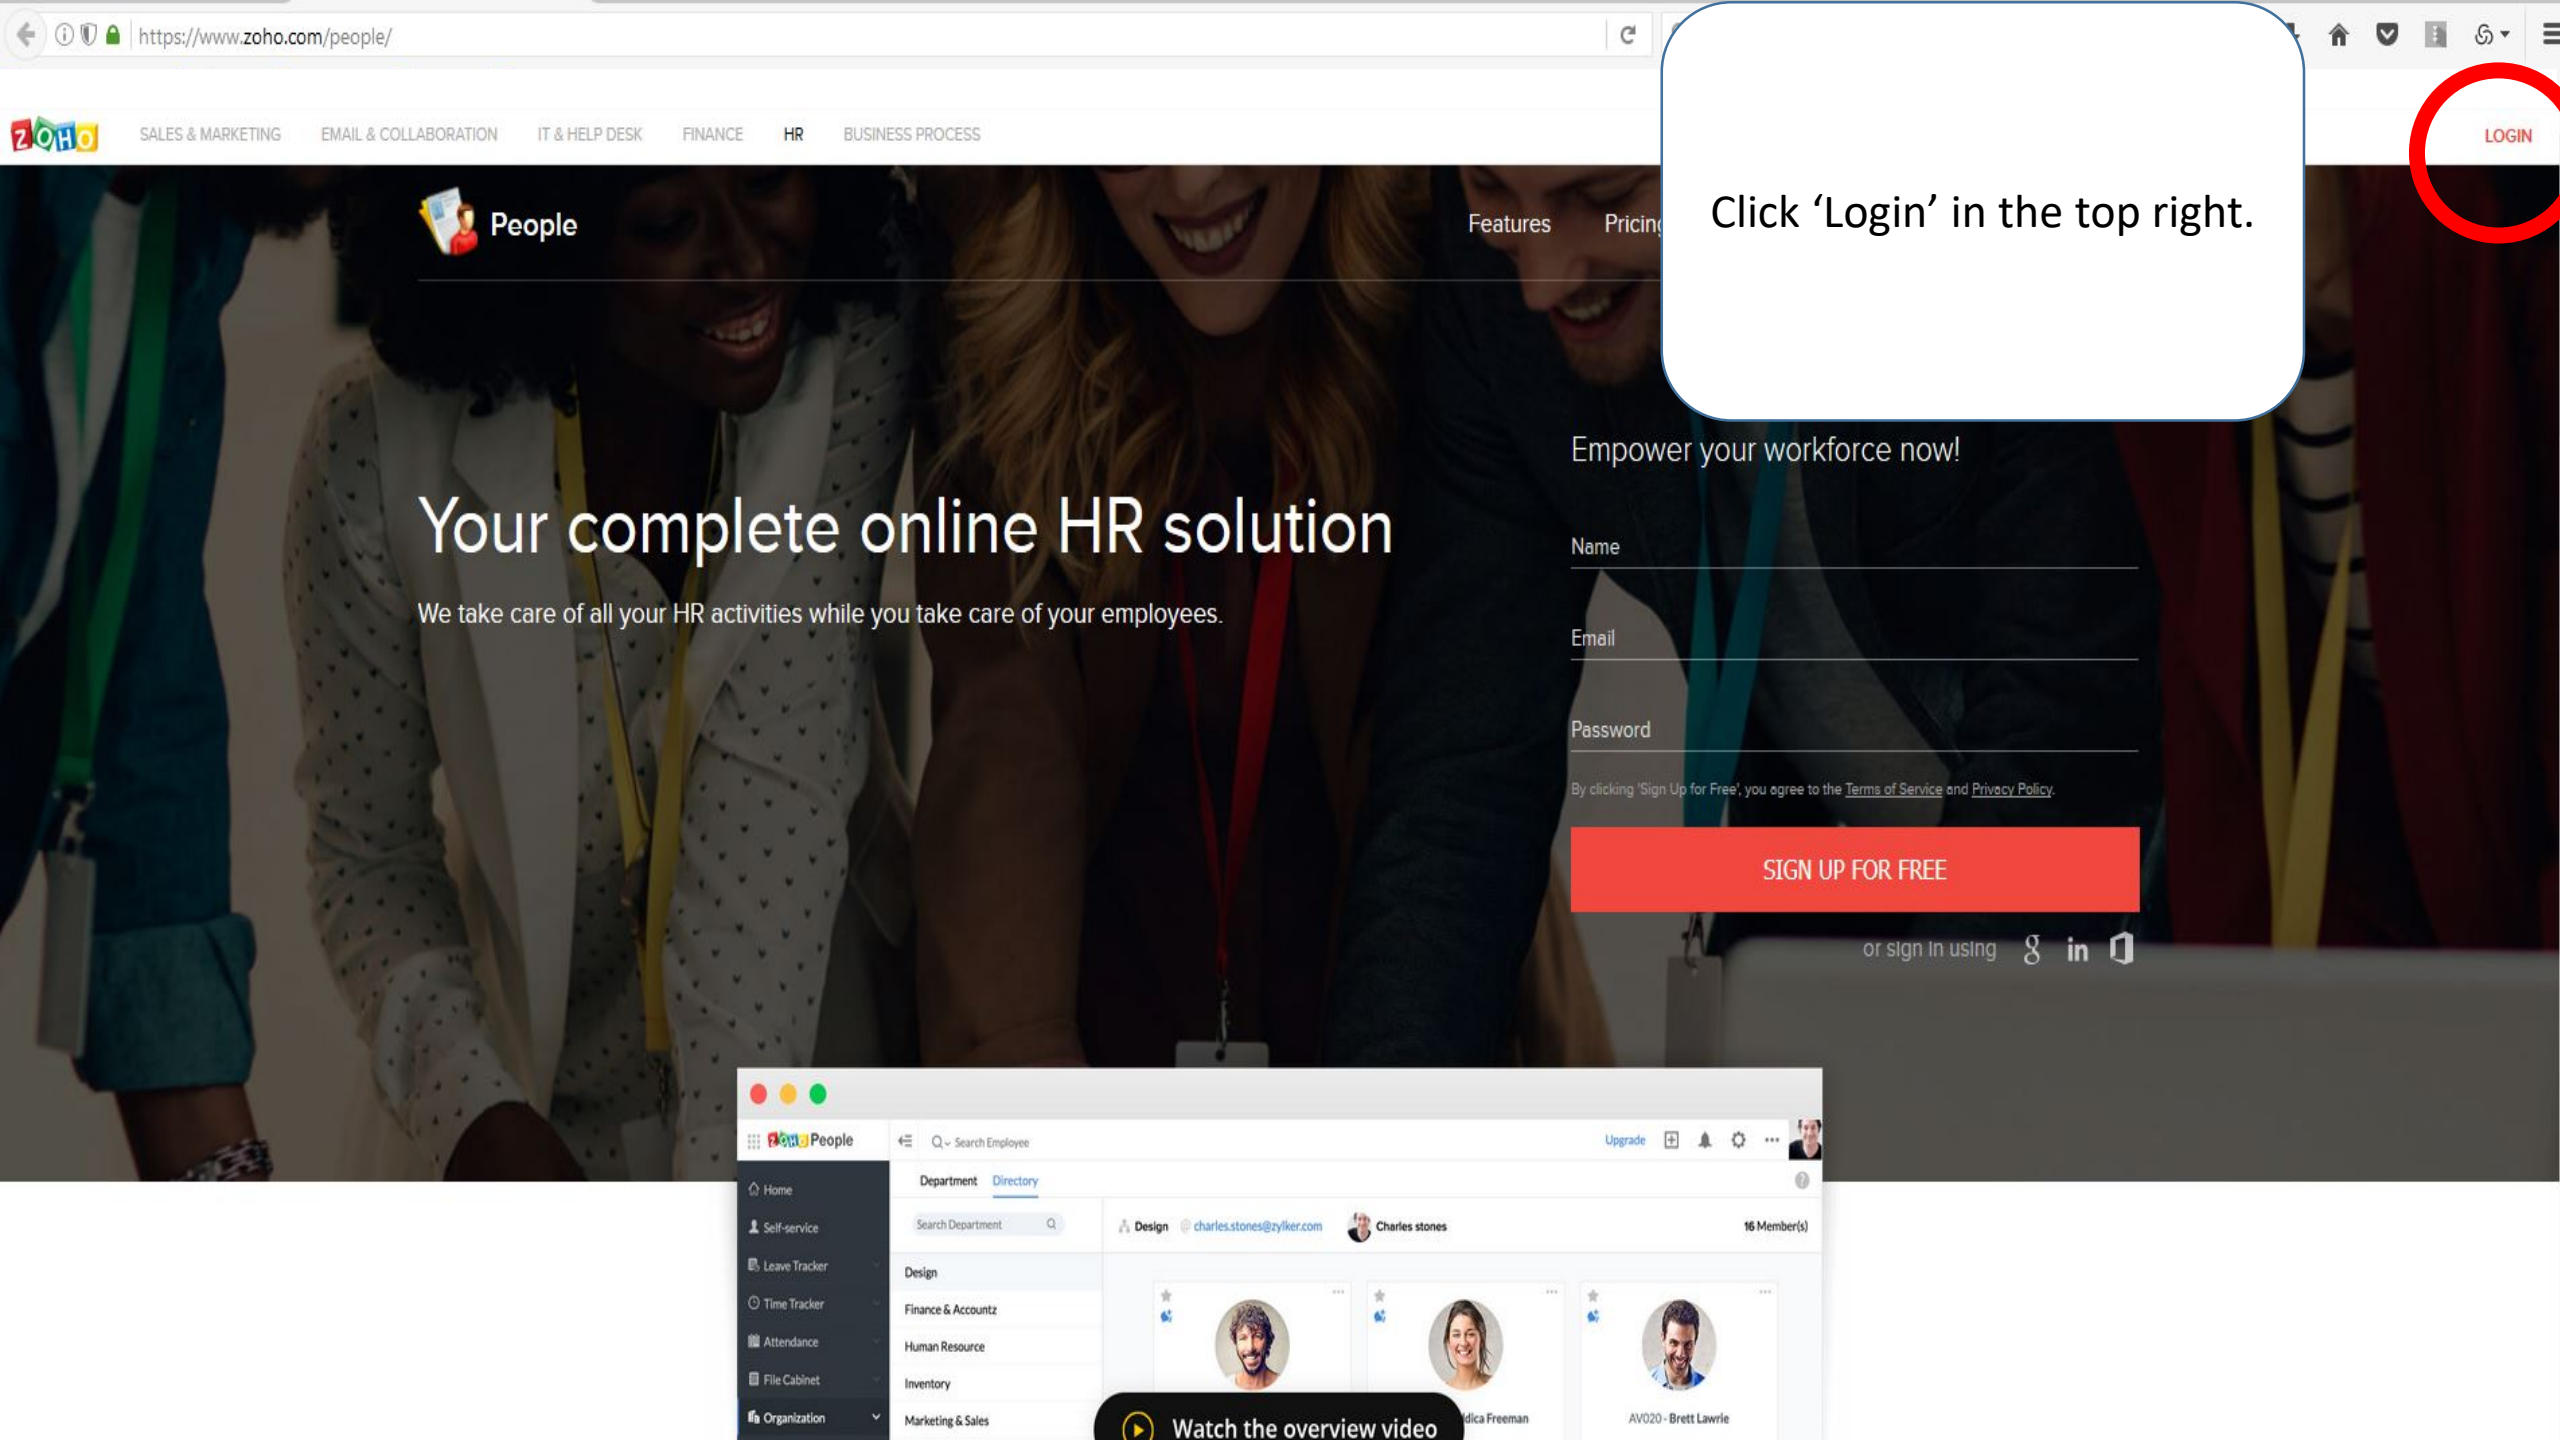 https://www.zoho.com/people/
ZOHO SALES & MARKETING EMAIL & COLLABORATION IT & HELP DESK FINANCE HR BUSINESS PROCESS LOGIN
People Features Pricing
Click ‘Login’ in the top right.
Empower your workforce now!
Your complete online HR solution
We take care of all your HR activities while you take care of your employees.
Name
Email
Password
By clicking 'Sign Up for Free', you agree to the Terms of Service and Privacy Policy.
SIGN UP FOR FREE
or sign in using g in
ZOHO People Search Employee Upgrade
Department Directory
Home
Search Department Design @ charles.stones@zylker.com Charles stones 16 Member(s)
Self-service
Leave Tracker
Design
Time Tracker
Finance & Accountz
Attendance
Human Resource
File Cabinet
Inventory
Organization
Marketing & Sales
Freeman
AV020 - Brett Lawrie
Watch the overview video